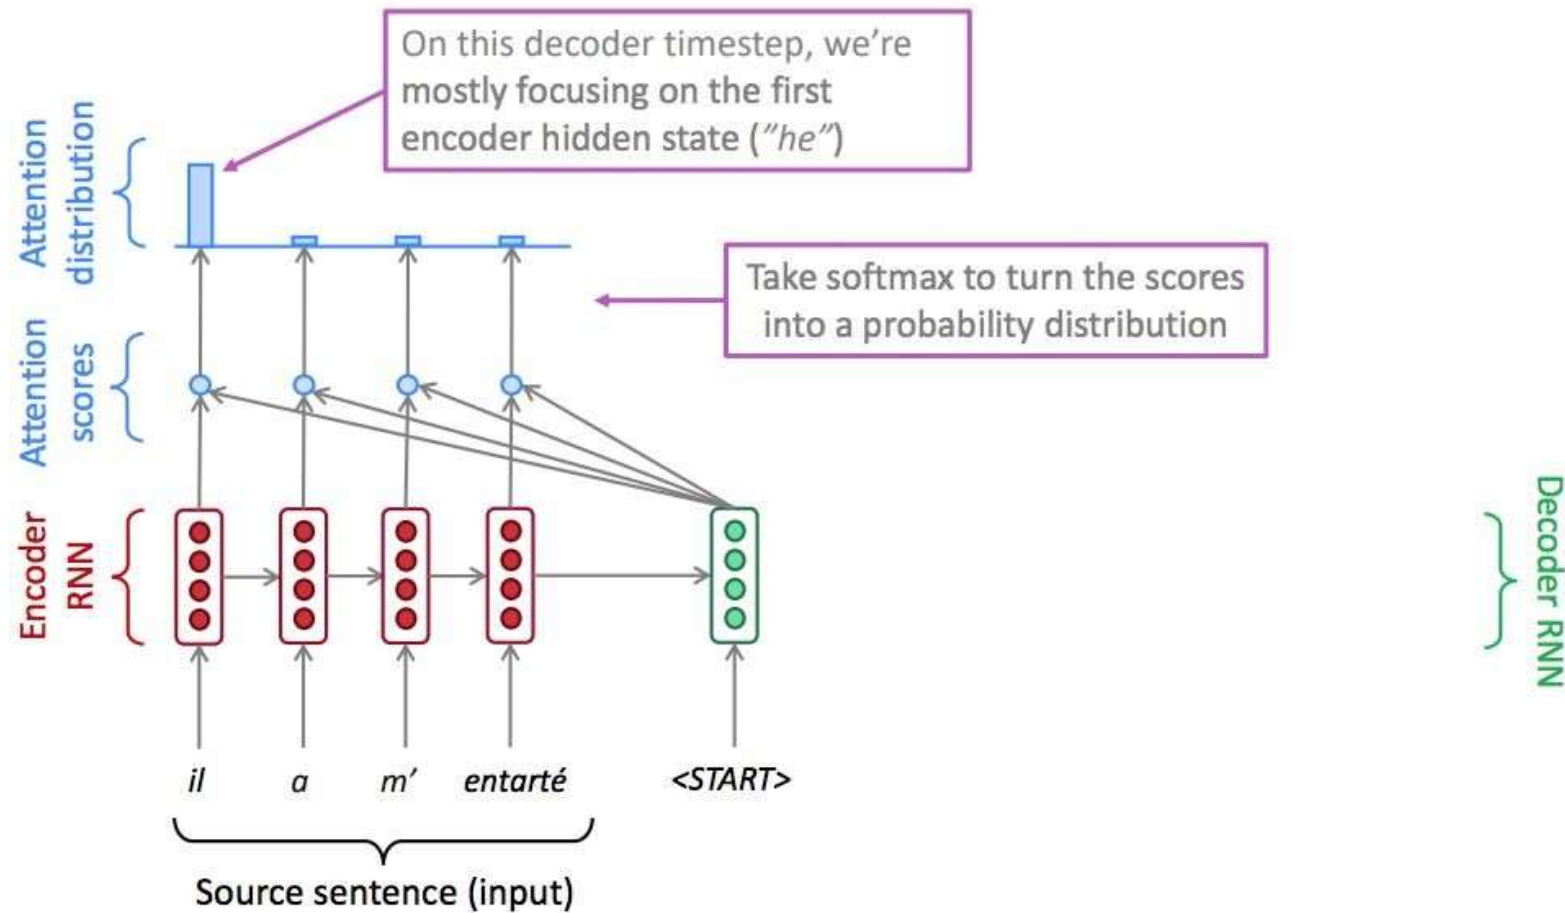 On this decoder timestep, we're
mostly focusing on the first
encoder hidden state ("he")
Attention
distribution
Take softmax to turn the scores
into a probability distribution
Attention
scores
Encoder
RNN
Decoder RNN
il a m' entarté <START>
Source sentence (input)